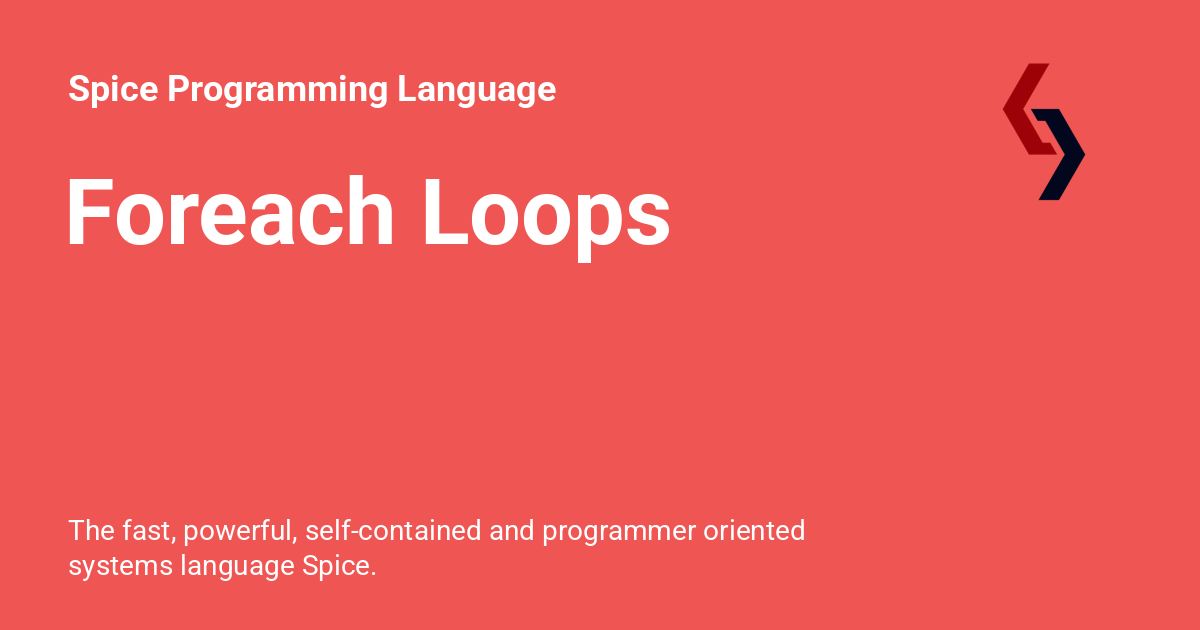 Spice Programming Language
Foreach Loops
The fast, powerful, self-contained and programmer oriented
systems language Spice.